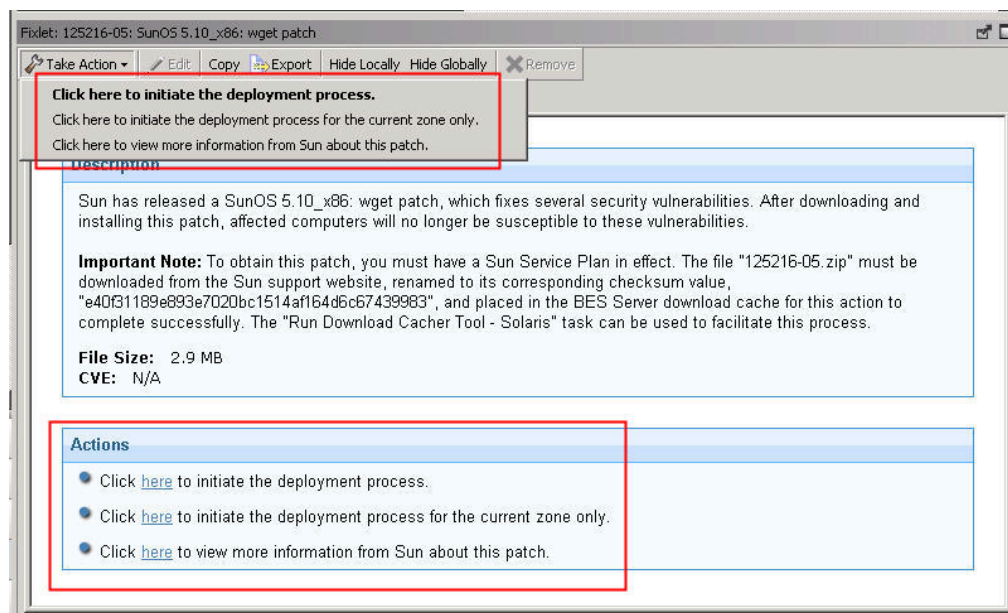 Fixlet: 125216-05: SunOS 5.10_x86: wget patch
Take Action Edit Copy Export Hide Locally Hide Globally Remove
Click here to initiate the deployment process.
Click here to initiate the deployment process for the current zone only.
Click here to view more information from Sun about this patch.
Description
Sun has released a SunOS 5.10_x86: wget patch, which fixes several security vulnerabilities. After downloading and
installing this patch, affected computers will no longer be susceptible to these vulnerabilities.
Important Note: To obtain this patch, you must have a Sun Service Plan in effect. The file "125216-05.zip" must be
downloaded from the Sun support website, renamed to its corresponding checksum value,
"e40f31189e893e7020bc1514af164d6c67439983", and placed in the BES Server download cache for this action to
complete successfully. The "Run Download Cacher Tool - Solaris" task can be used to facilitate this process.
File Size: 2.9 MB
CVE: N/A
Actions
Click here to initiate the deployment process.
Click here to initiate the deployment process for the current zone only.
Click here to view more information from Sun about this patch.